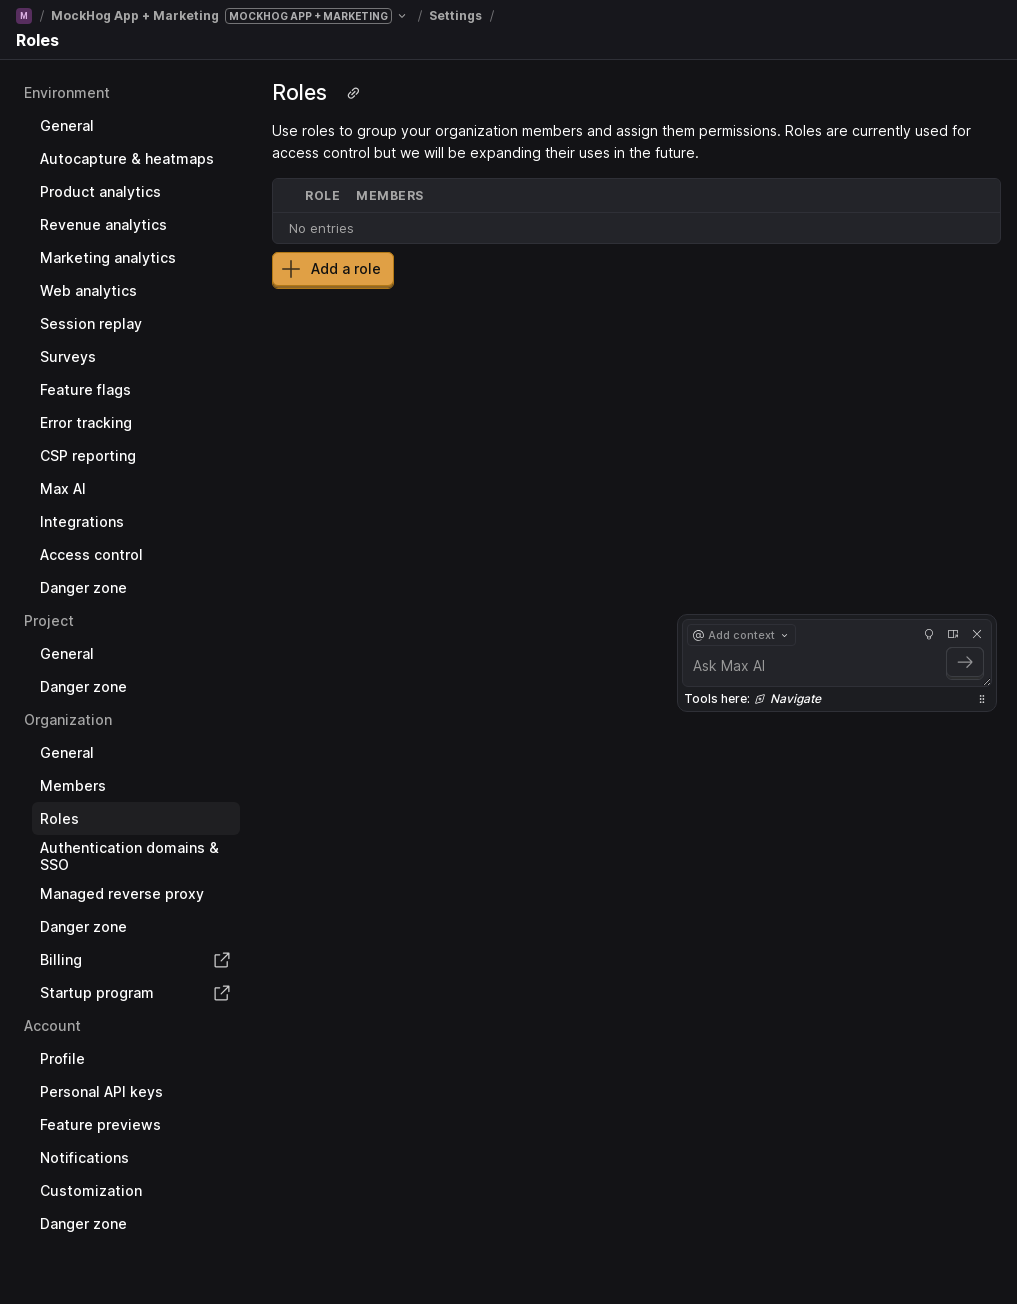 M / MockHog App + Marketing MOCKHOG APP + MARKETING / Settings /
Roles
Environment
General
Autocapture & heatmaps
Product analytics
Revenue analytics
Marketing analytics
Web analytics
Session replay
Surveys
Feature flags
Error tracking
CSP reporting
Max AI
Integrations
Access control
Danger zone
Project
General
Danger zone
Organization
General
Members
Roles
Authentication domains &
SSO
Managed reverse proxy
Danger zone
Billing
Startup program
Account
Profile
Personal API keys
Feature previews
Notifications
Customization
Danger zone
Roles
Use roles to group your organization members and assign them permissions. Roles are currently used for
access control but we will be expanding their uses in the future.
ROLE MEMBERS
No entries
Add a role
@ Add context
Ask Max AI
Tools here: Navigate